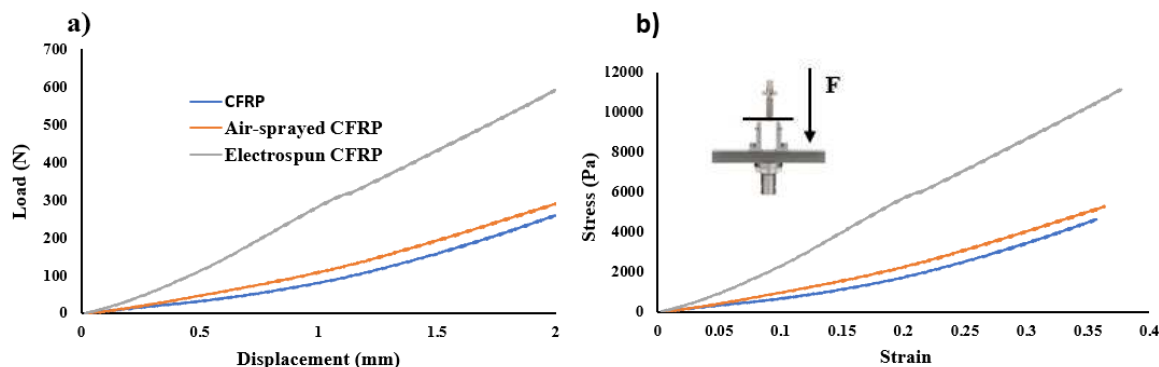 a)
Load (N)
700
600
500
400
300
200
100
0
CFRP
Air-sprayed CFRP
Electrospun CFRP
0 0.5 1 1.5 2
Displacement (mm)
b)
Stress (Pa)
12000
10000
8000
6000
4000
2000
0
F
0 0.05 0.1 0.15 0.2 0.25 0.3 0.35 0.4
Strain